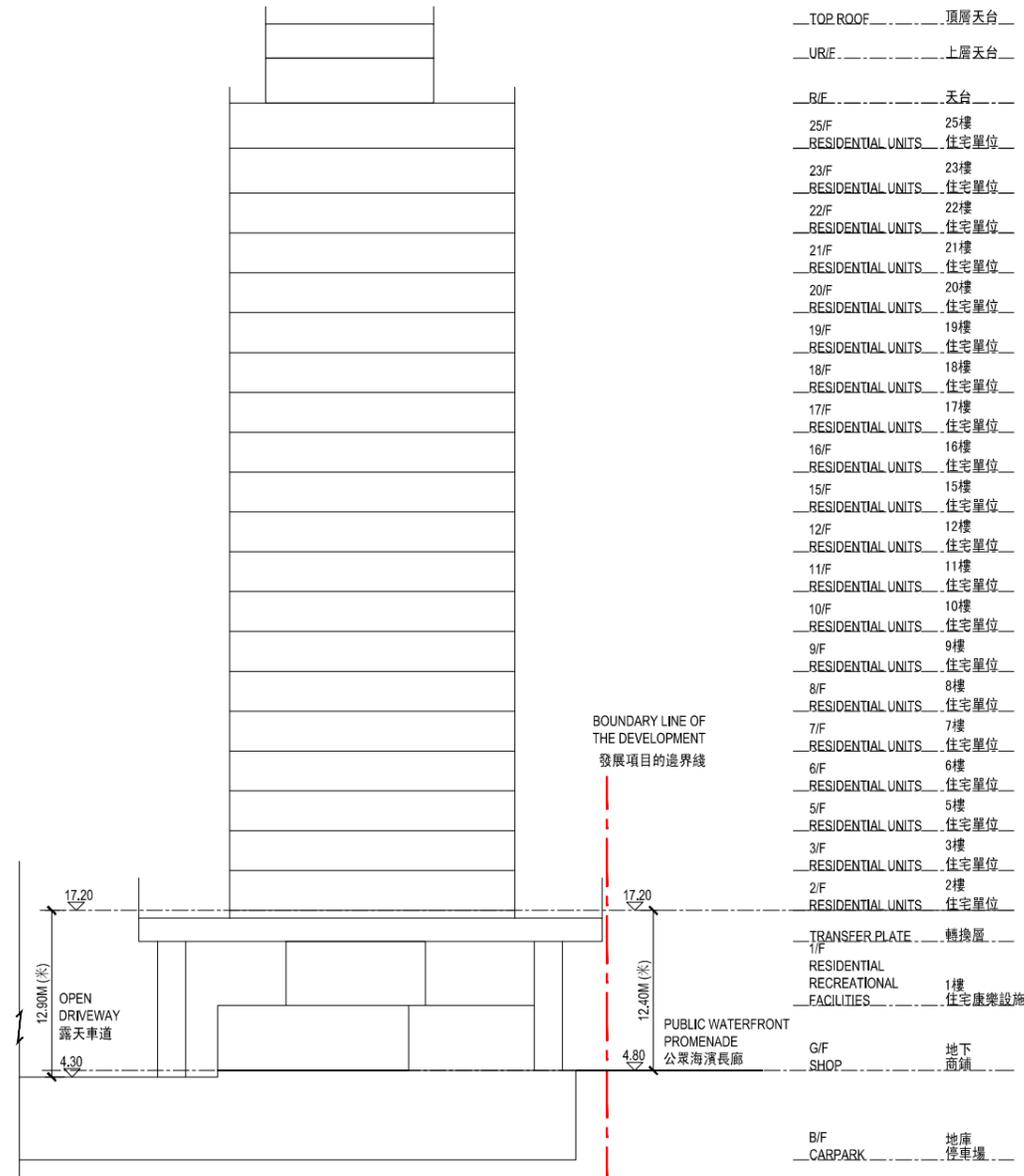 TOP ROOF 頂層天台
UR/F 上層天台
R/F 天台
25/F 25樓
RESIDENTIAL UNITS 住宅單位
23/F 23樓
RESIDENTIAL UNITS 住宅單位
22/F 22樓
RESIDENTIAL UNITS 住宅單位
21/F 21樓
RESIDENTIAL UNITS 住宅單位
20/F 20樓
RESIDENTIAL UNITS 住宅單位
19/F 19樓
RESIDENTIAL UNITS 住宅單位
18/F 18樓
RESIDENTIAL UNITS 住宅單位
17/F 17樓
RESIDENTIAL UNITS 住宅單位
16/F 16樓
RESIDENTIAL UNITS 住宅單位
15/F 15樓
RESIDENTIAL UNITS 住宅單位
12/F 12樓
RESIDENTIAL UNITS 住宅單位
11/F 11樓
RESIDENTIAL UNITS 住宅單位
10/F 10樓
RESIDENTIAL UNITS 住宅單位
9/F 9樓
RESIDENTIAL UNITS 住宅單位
8/F 8樓
RESIDENTIAL UNITS 住宅單位
7/F 7樓
RESIDENTIAL UNITS 住宅單位
6/F 6樓
RESIDENTIAL UNITS 住宅單位
5/F 5樓
RESIDENTIAL UNITS 住宅單位
3/F 3樓
RESIDENTIAL UNITS 住宅單位
2/F 2樓
RESIDENTIAL UNITS 住宅單位
TRANSFER PLATE 轉換層
1/F
RESIDENTIAL
RECREATIONAL 1樓
FACILITIES 住宅康樂設施
G/F 地下
SHOP 商鋪
B/F 地庫
CARPARK 停車場
BOUNDARY LINE OF
THE DEVELOPMENT
發展項目的邊界綫
17.20
12.90M (米)
OPEN
DRIVEWAY
露天車道
4.30
17.20
12.40M (米)
PUBLIC WATERFRONT
PROMENADE
公眾海濱長廊
4.80